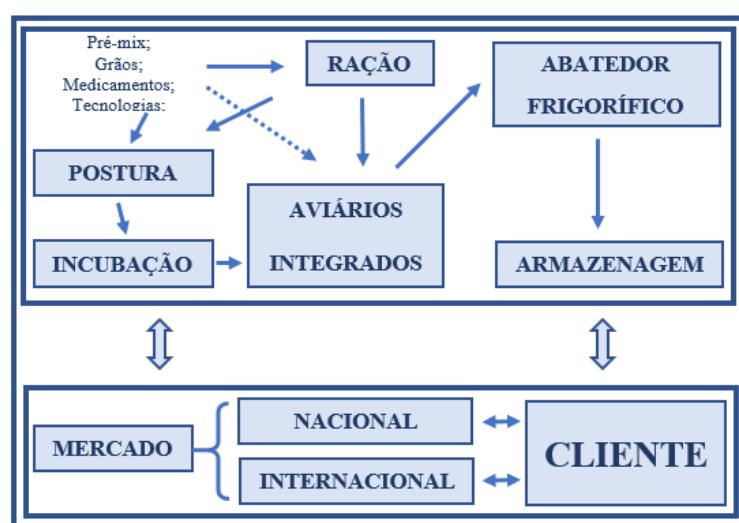 Pré-mix;
Grãos;
Medicamentos;
Tecnologias;
RAÇÃO
ABATEDOR
FRIGORÍFICO
POSTURA
AVIÁRIOS
INTEGRADOS
INCUBAÇÃO
ARMAZENAGEM
MERCADO
NACIONAL
INTERNACIONAL
CLIENTE